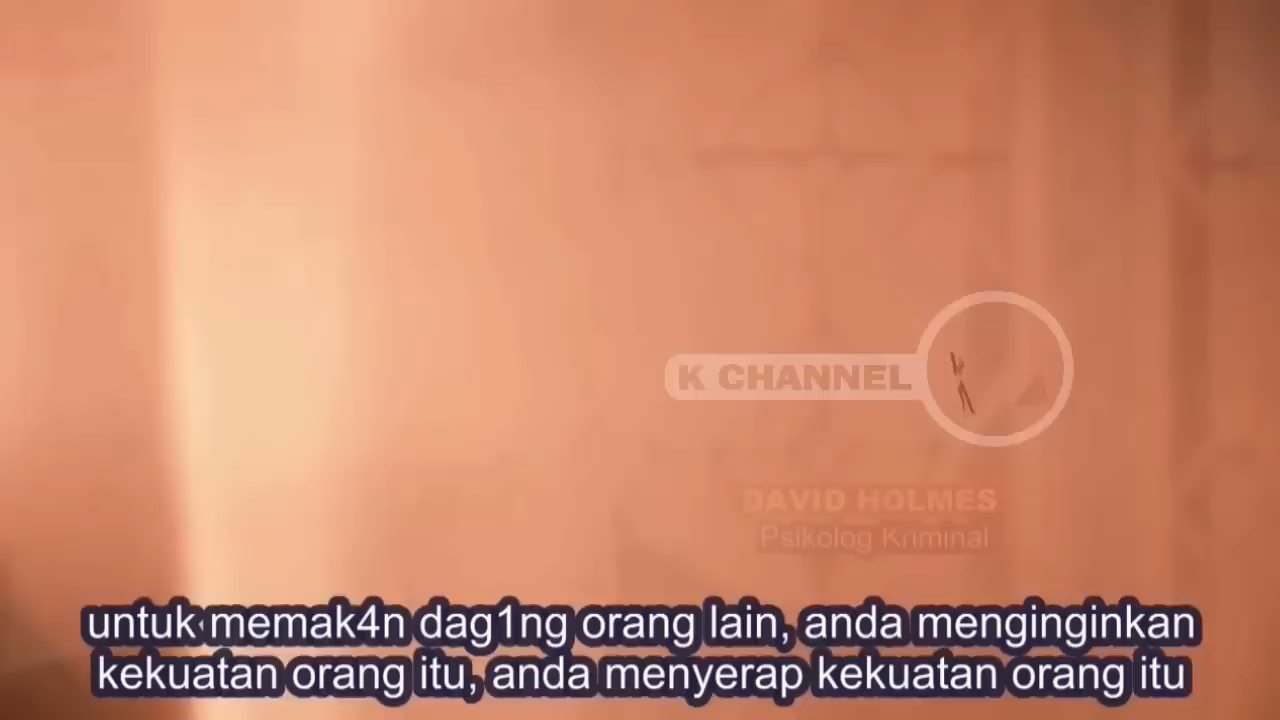 K CHANNEL
DAVID HOLMES
Psikolog Kriminal
untuk memak4n dag1ng orang lain, anda menginginkan
kekuatan orang itu, anda menyerap kekuatan orang itu